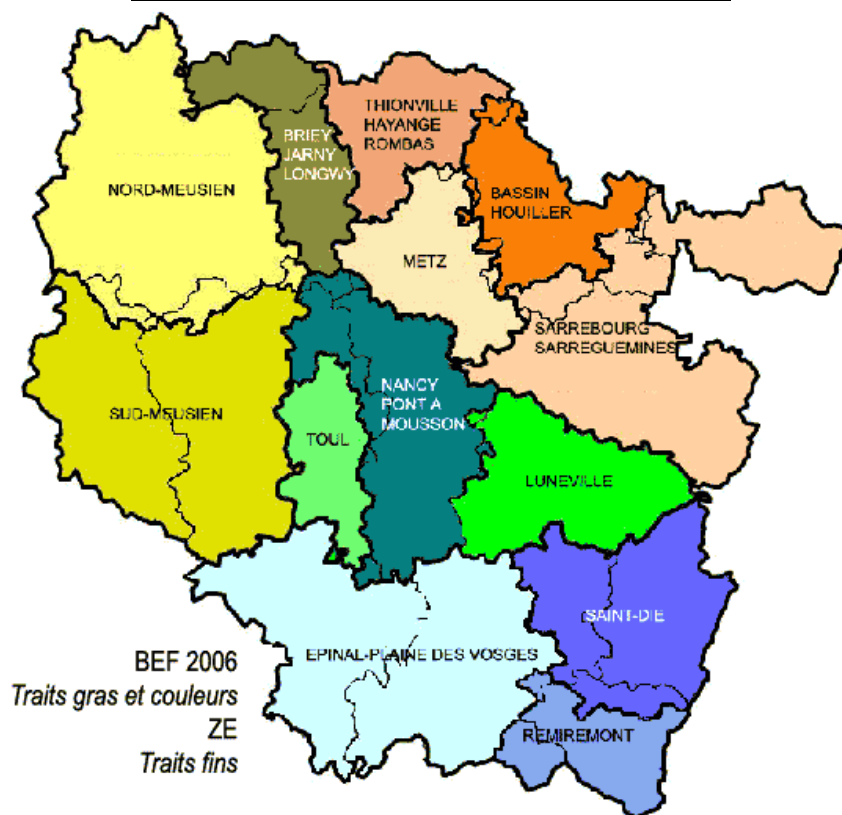 THIONVILLE
HAYANGE
ROMBAS
BRIEY
JARNY
LONGWY
NORD-MEUSIEN
BASSIN
HOUILLER
METZ
SARREBOURG
SARREGUEMINES
NANCY
PONT A
MOUSSON
SUD-MEUSIEN
TOUL
LUNEVILLE
SAINT-DIE
EPINAL-PLAINE DES VOSGES
REMIREMONT
BEF 2006
Traits gras et couleurs
ZE
Traits fins